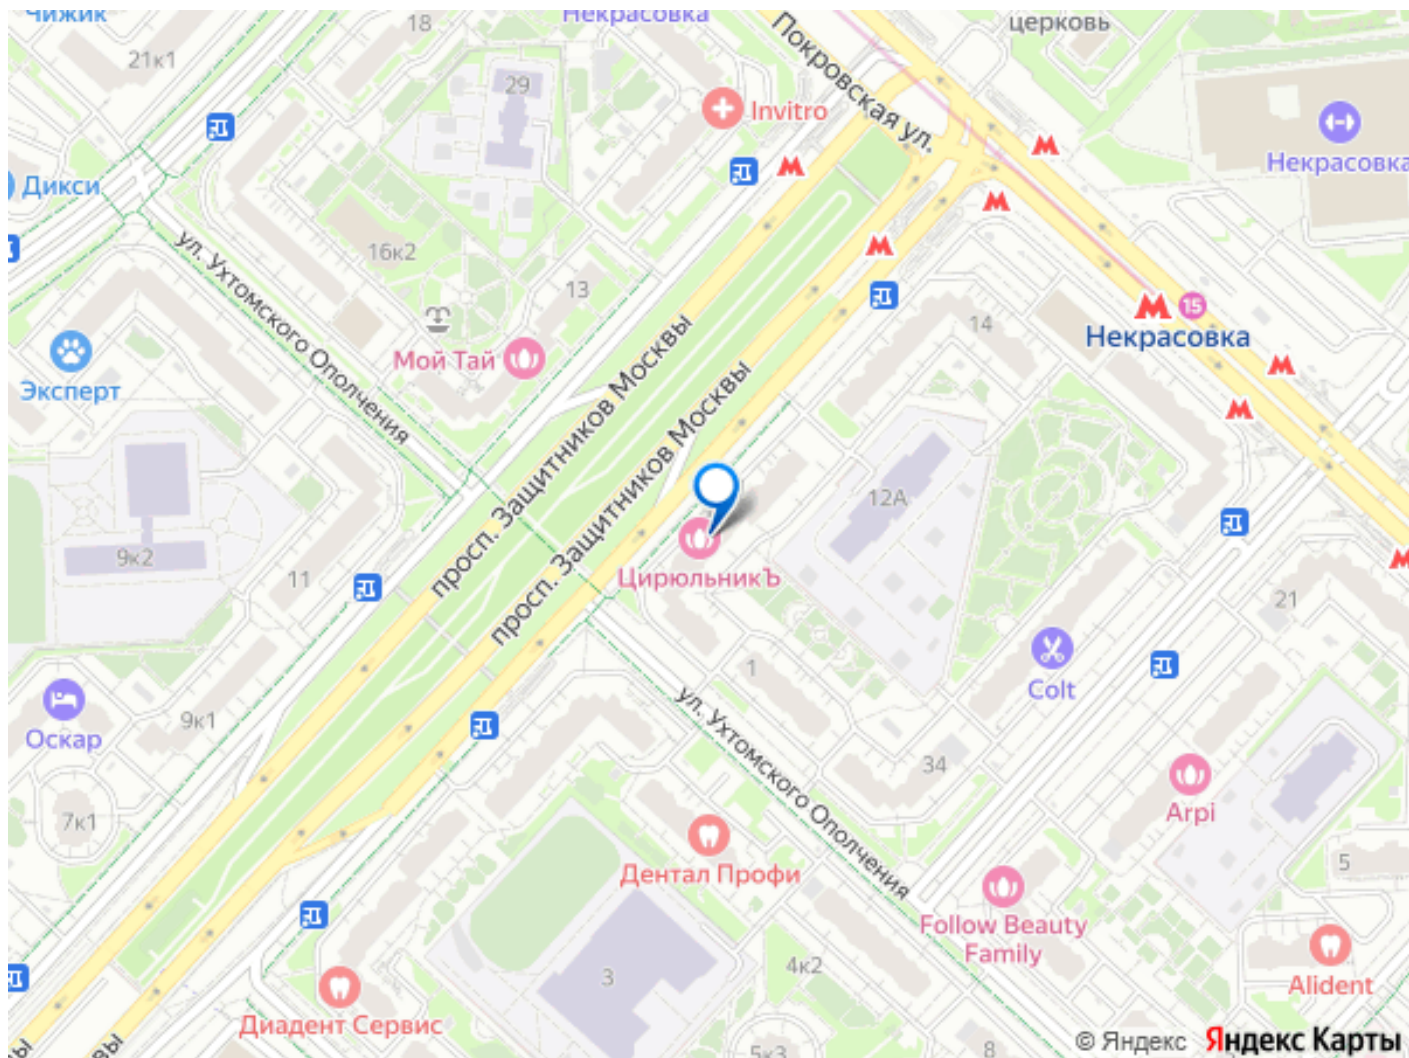 Чижик
18
Некрасовка
церковь
21к1
29
Покровская ул.
Invitro
Некрасовка
Дикси
ул. Ухтомского Ополчения
16к2
13
15
Некрасовка
14
Мой Тай
Эксперт
просп. Защитников Москвы
просп. Защитников Москвы
12А
9к2
11
ЦирюльникЪ
21
1
Colt
ул. Ухтомского Ополчения
Оскар
9к1
34
Arpi
7к1
Дентал Профи
5
Follow Beauty
Family
3
4к2
Alident
Диадент Сервис
вы
вы
5к3
8
© Яндекс Яндекс Карты